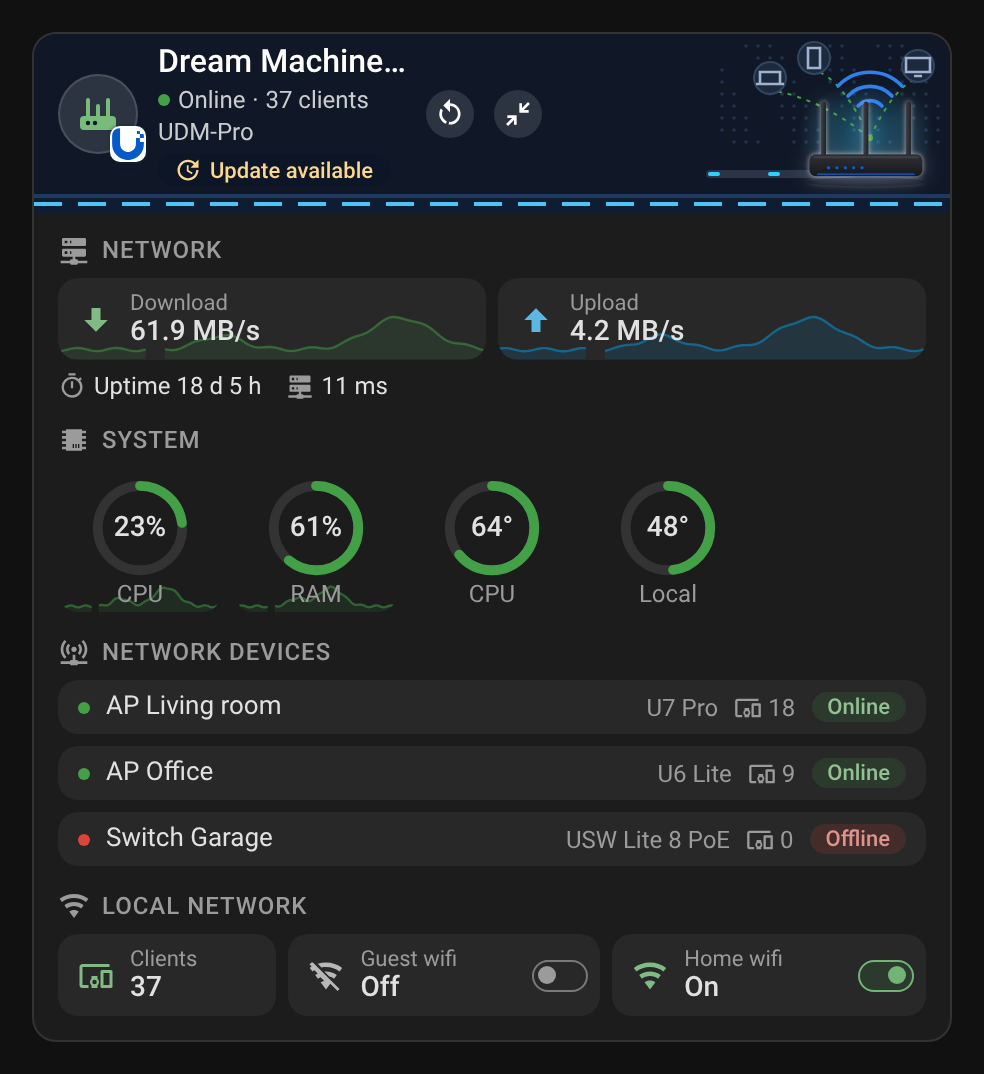 Dream Machine…
Online · 37 clients
UDM-Pro
Update available
NETWORK
Download
61.9 MB/s
Upload
4.2 MB/s
Uptime 18 d 5 h
11 ms
SYSTEM
23%
CPU
61%
RAM
64°
CPU
48°
Local
NETWORK DEVICES
AP Living room
U7 Pro
18
Online
AP Office
U6 Lite
9
Online
Switch Garage
USW Lite 8 PoE
0
Offline
LOCAL NETWORK
Clients
37
Guest wifi
Off
Home wifi
On